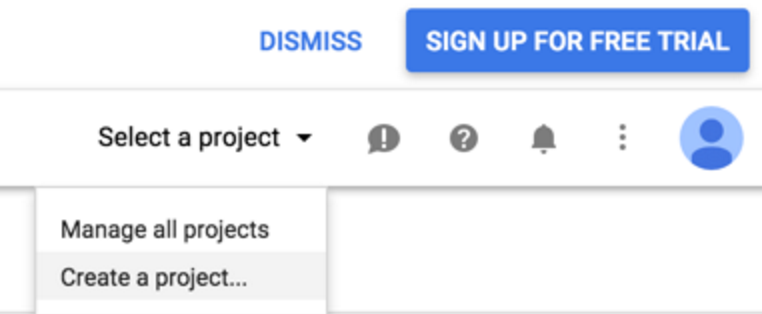 DISMISS SIGN UP FOR FREE TRIAL
Select a project
Manage all projects
Create a project...